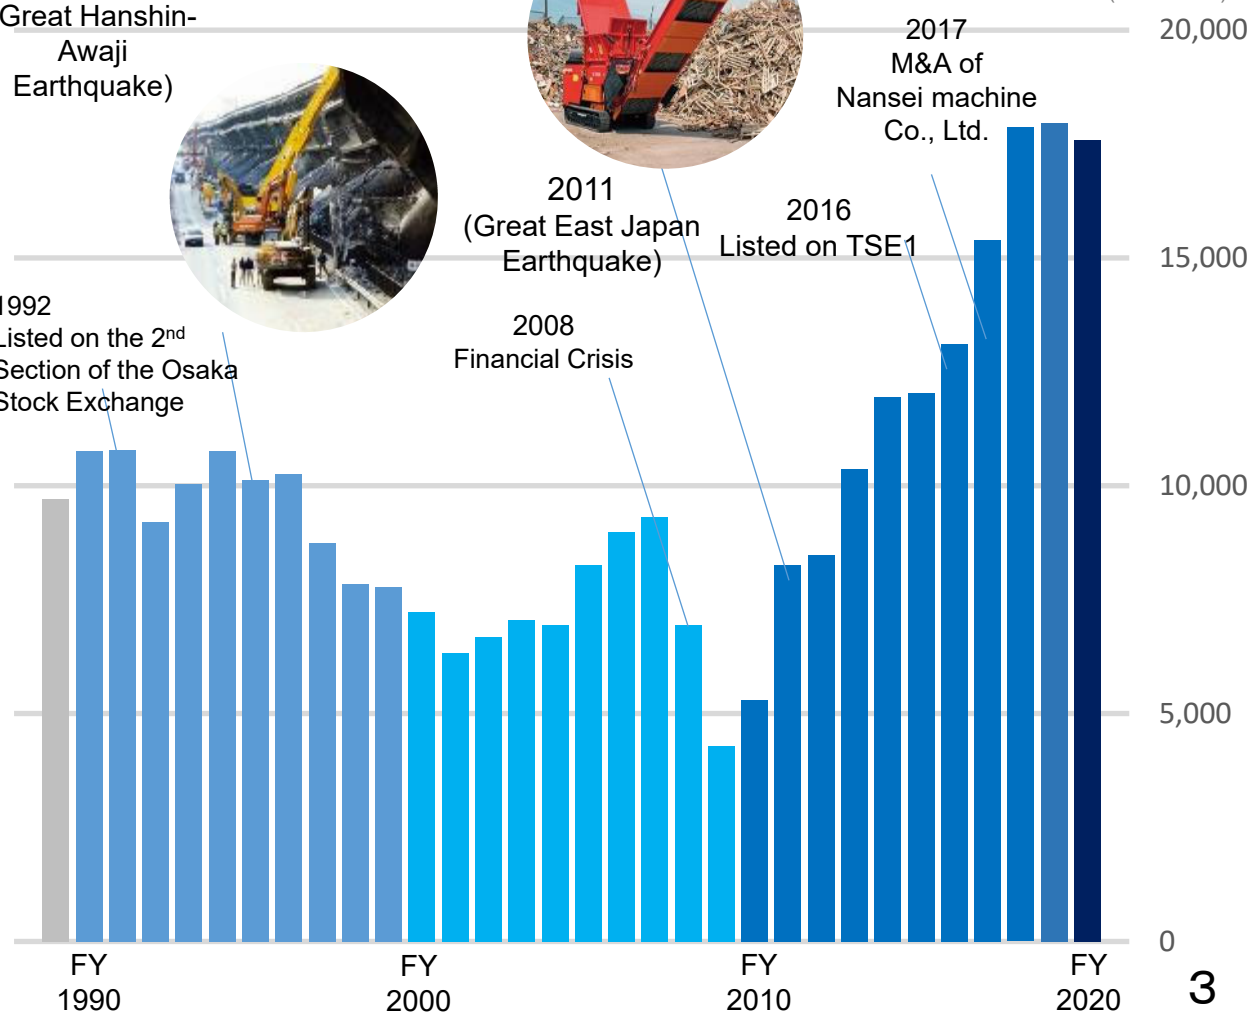 Great Hanshin-
Awaji
Earthquake)
1992
Listed on the 2nd
Section of the Osaka
Stock Exchange
2011
(Great East Japan
Earthquake)
2008
Financial Crisis
2016
Listed on TSE1
2017
M&A of
Nansei machine
Co., Ltd.
20,000
15,000
10,000
5,000
0
FY
1990
FY
2000
FY
2010
FY
2020
3